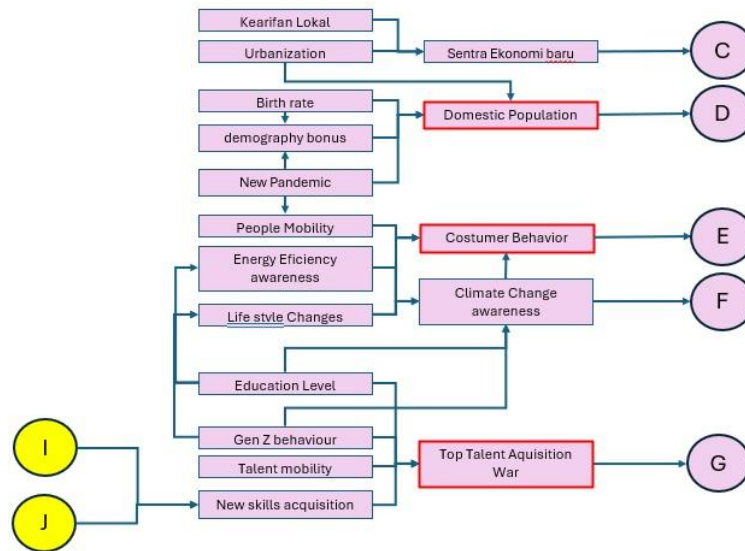 Kearifan Lokal
Urbanization
Sentra Ekonomi baru
C
Birth rate
demography bonus
New Pandemic
Domestic Population
D
People Mobility
Energy Eficiency
awareness
Life style Changes
Costumer Behavior
E
Climate Change
awareness
F
Education Level
Gen Z behaviour
Talent mobility
New skills acquisition
Top Talent Aquisition
War
G
I
J